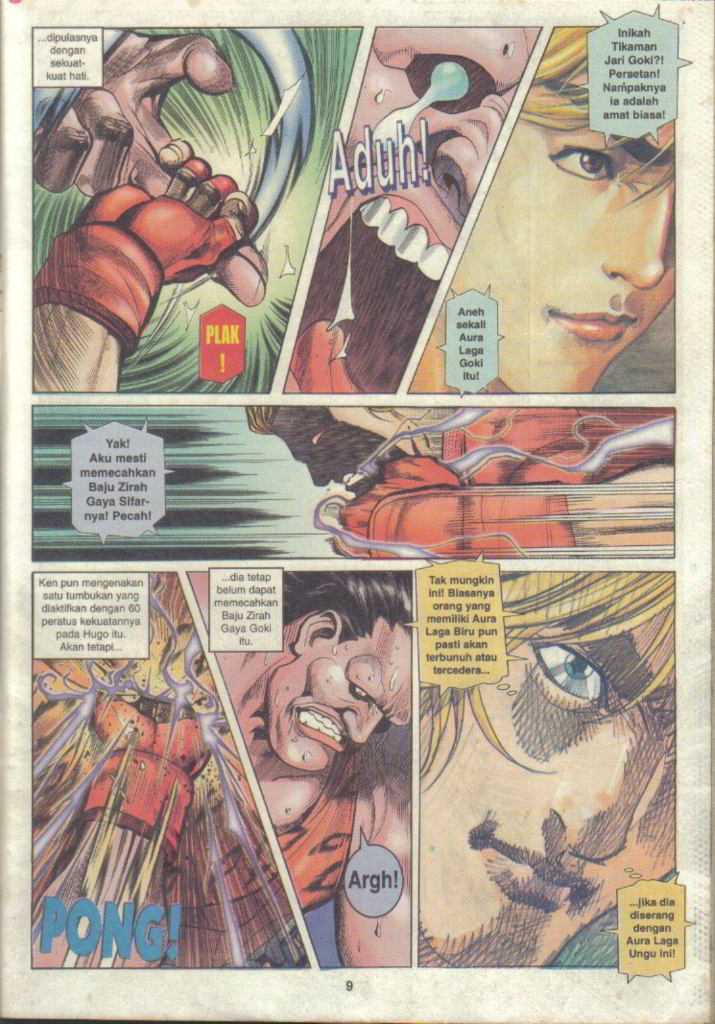 ...dipulasnya
dengan
sekuat-
kuat hati.
PLAK
!
Aduh!
Inikah
Tikaman
Jari Goki?!
Persetan!
Nampaknya
ia adalah
amat biasa!
Aneh
sekali
Aura
Laga
Goki
itu!
Yak!
Aku mesti
memecahkan
Baju Zirah
Gaya Sifar-
nya! Pecah!
Ken pun mengenakan
satu tumbukan yang
diaktifkan dengan 60
peratus kekuatannya
pada Hugo itu.
Akan tetapi...
PONG!
...dia tetap
belum dapat
memecahkan
Baju Zirah
Gaya Goki
itu.
Argh!
Tak mungkin
ini! Biasanya
orang yang
memiliki Aura
Laga Biru pun
pasti akan
terbunuh atau
tercedera...
...jika dia
diserang
dengan
Aura Laga
Ungu ini!
9